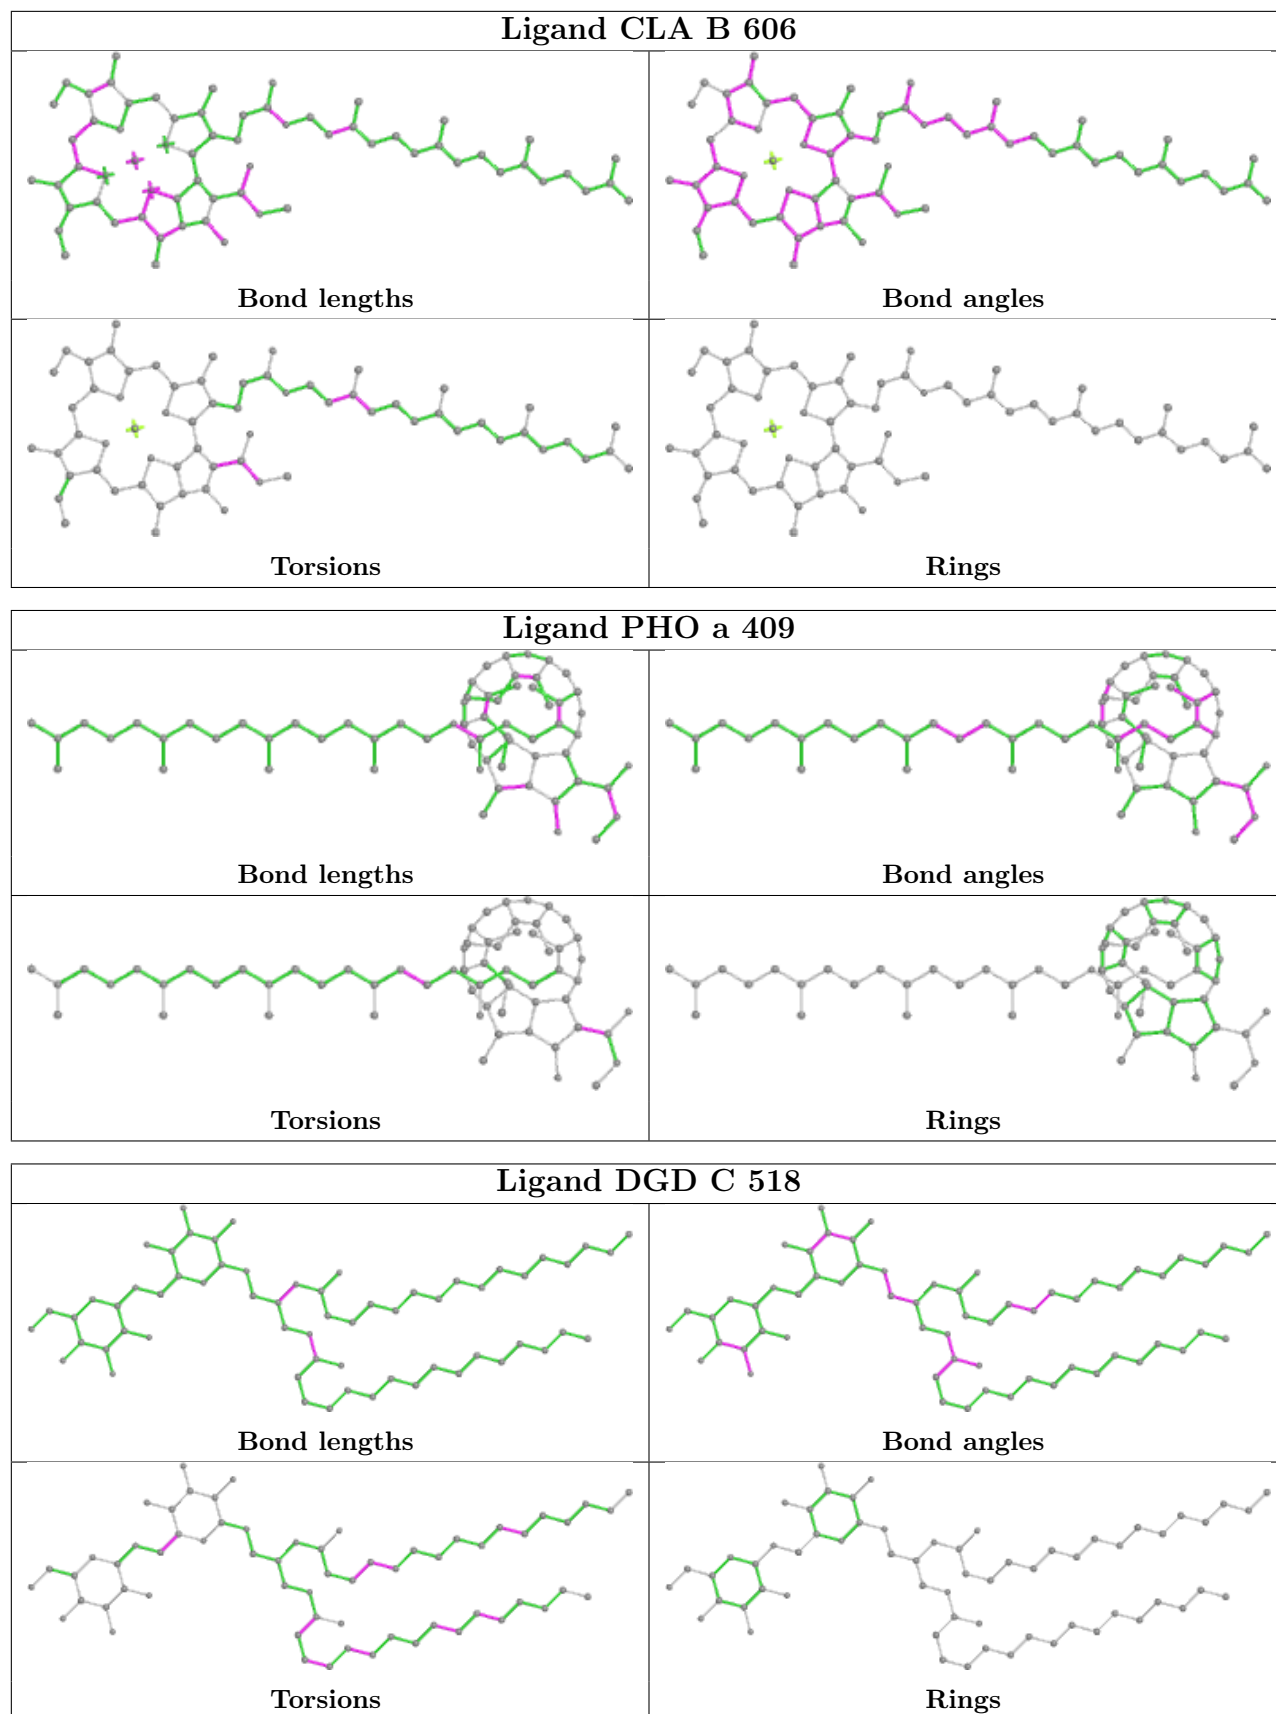 Ligand CLA B 606
Bond lengths
Bond angles
Torsions
Rings
Ligand PHO a 409
Bond lengths
Bond angles
Torsions
Rings
Ligand DGD C 518
Bond lengths
Bond angles
Torsions
Rings